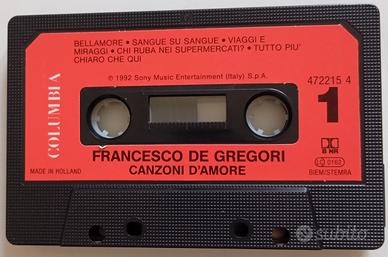 BELLAMORE • SANGUE SU SANGUE • VIAGGI E
MIRAGGI • CHI RUBA NEI SUPERMERCATI? • TUTTO PIU'
CHIARO CHE QUI
℗ 1992 Sony Music Entertainment (Italy) S.p.A.
472215 4
1
COLUMBIA
FRANCESCO DE GREGORI
CANZONI D'AMORE
MADE IN HOLLAND
B NR
LC 0162
BIEM/STEMRA
subito